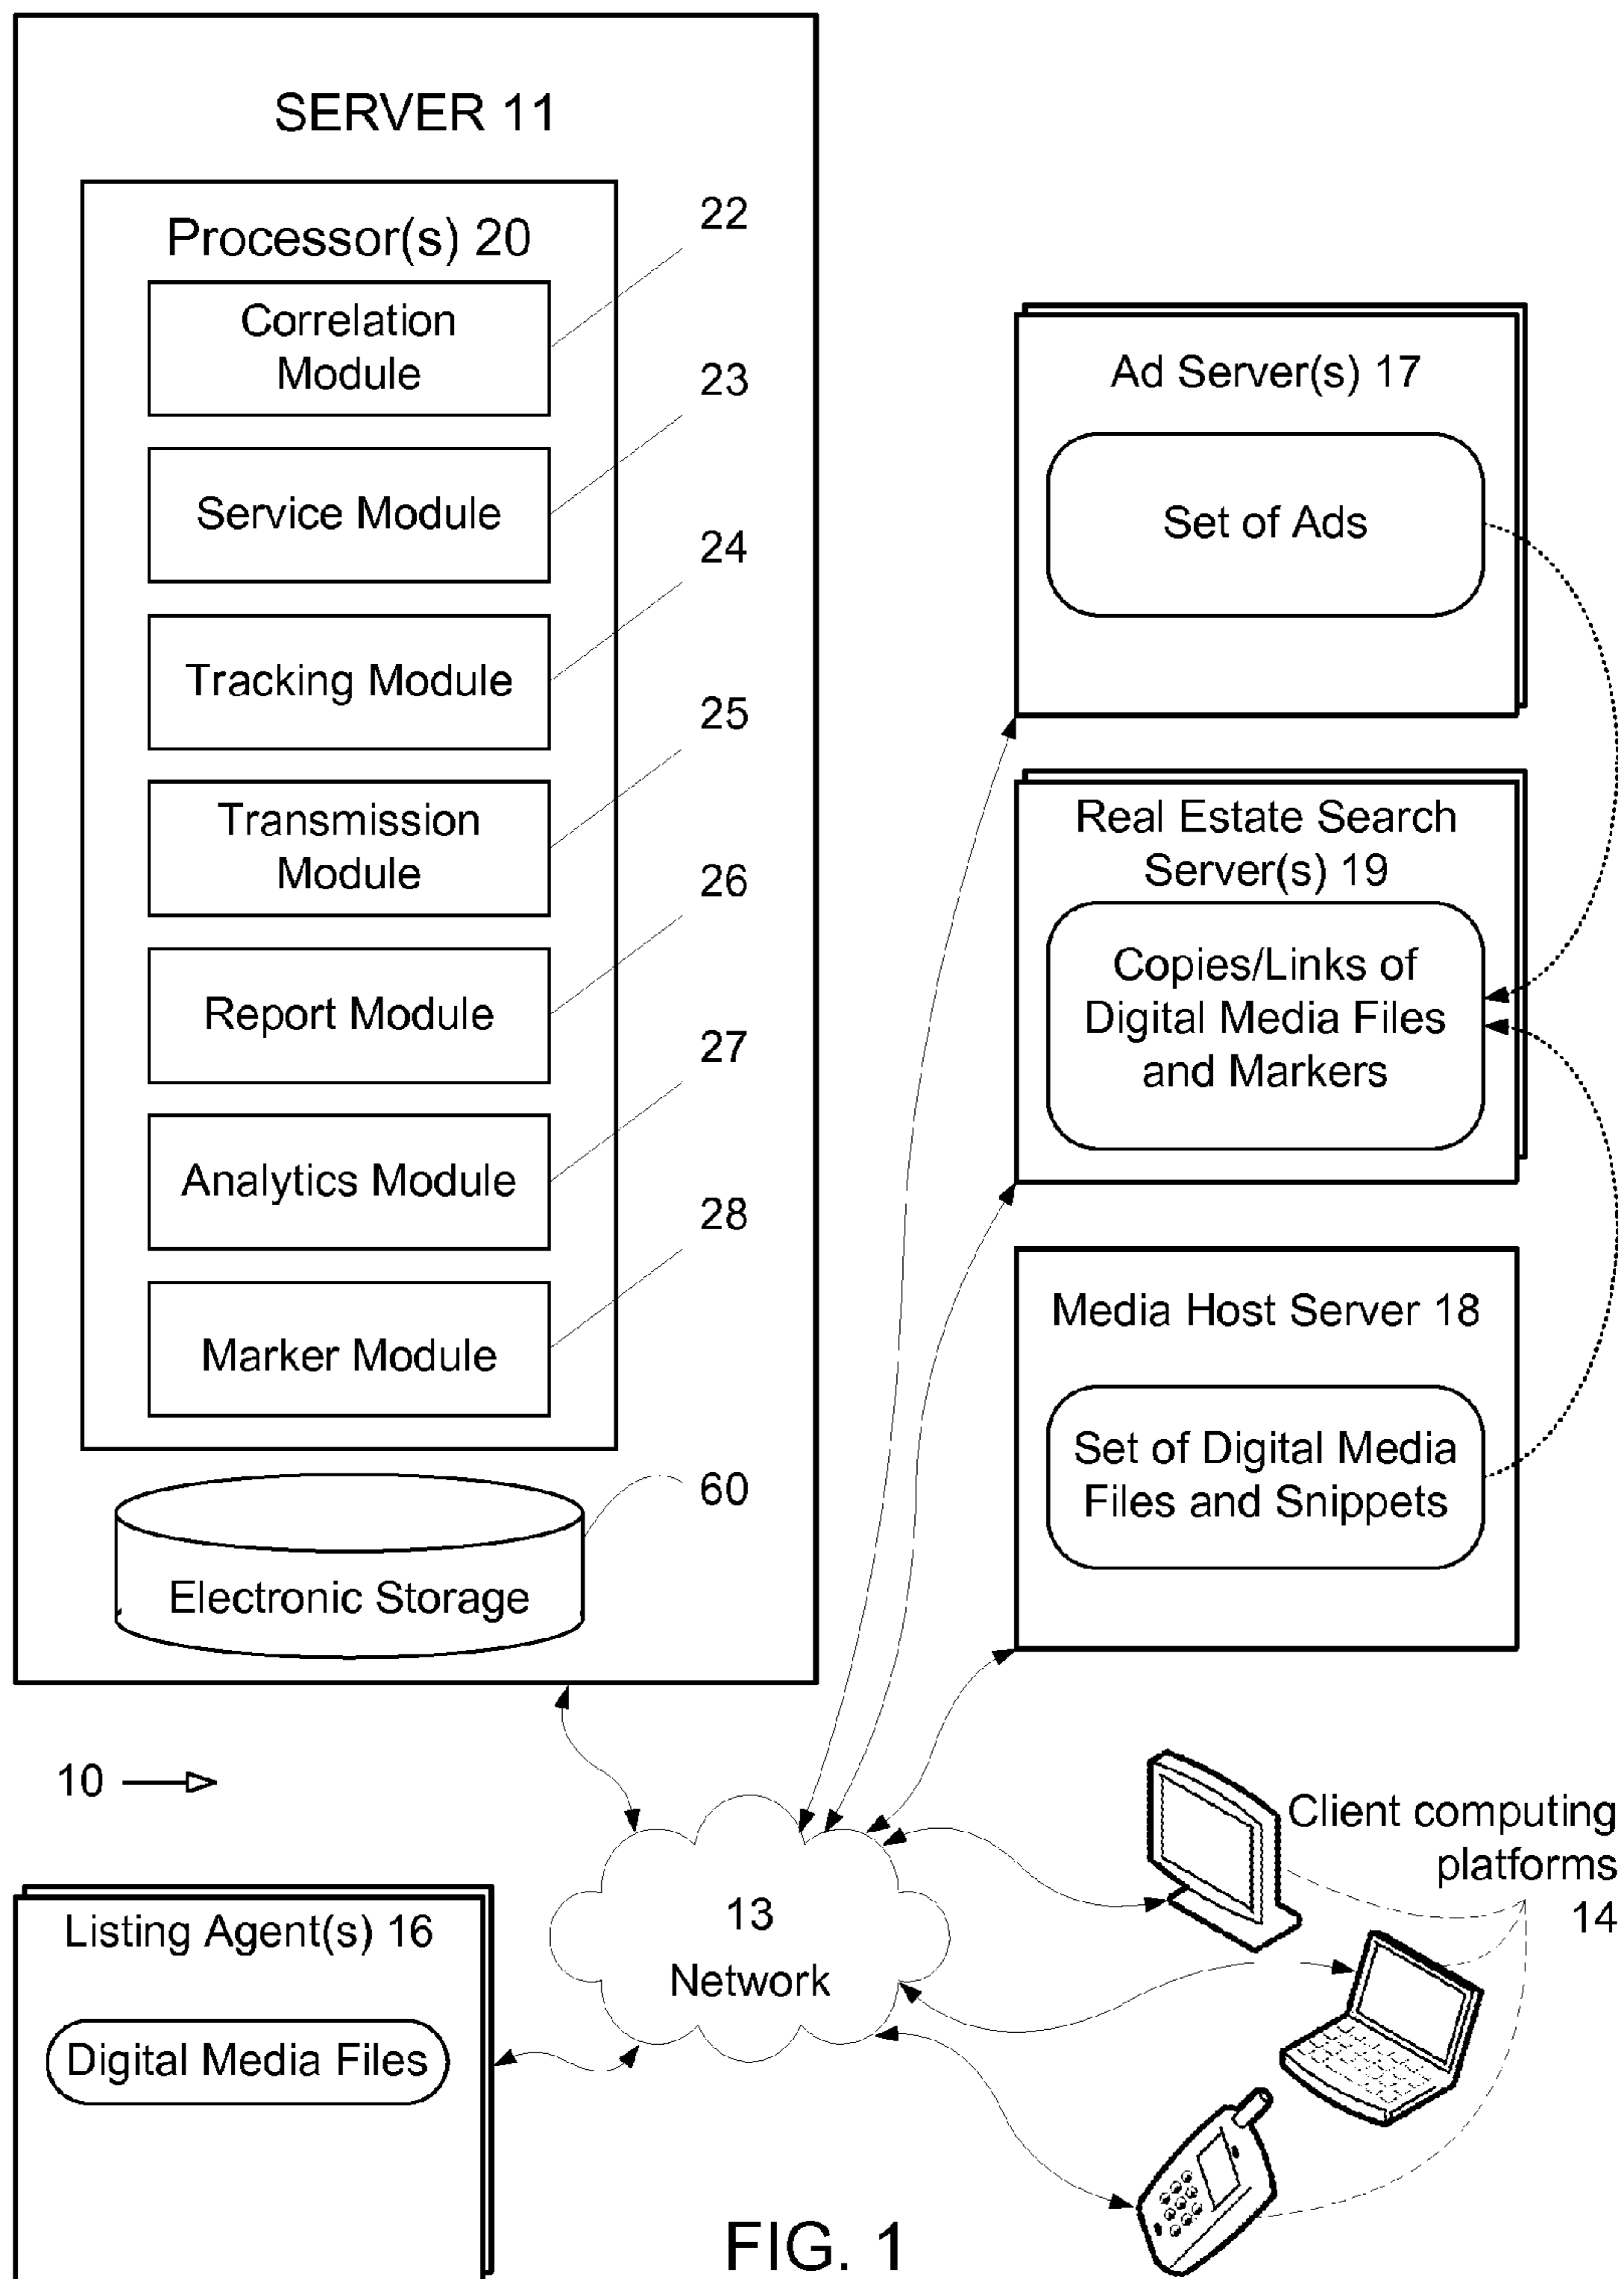 SERVER 11
Processor(s) 20
Correlation
Module
22
Service Module
23
Tracking Module
24
Transmission
Module
25
Report Module
26
Analytics Module
27
Marker Module
28
Electronic Storage
60
Ad Server(s) 17
Set of Ads
Real Estate Search
Server(s) 19
Copies/Links of
Digital Media Files
and Markers
Media Host Server 18
Set of Digital Media
Files and Snippets
10
Client computing
platforms
14
13
Network
Listing Agent(s) 16
Digital Media Files
FIG. 1